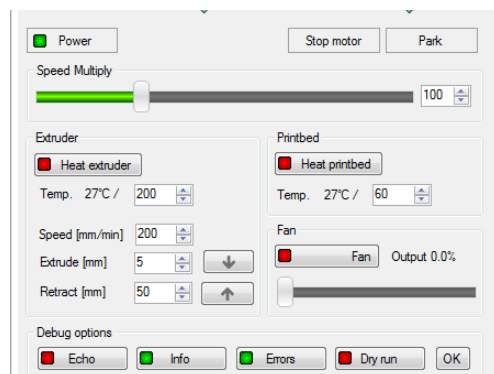 Power Stop motor Park
Speed Multiply
100
Extruder
Heat extruder
Temp. 27°C / 200
Speed [mm/min] 200
Extrude [mm] 5
Retract [mm] 50
Printbed
Heat printbed
Temp. 27°C / 60
Fan
Fan Output 0.0%
Debug options
Echo Info Errors Dry run OK